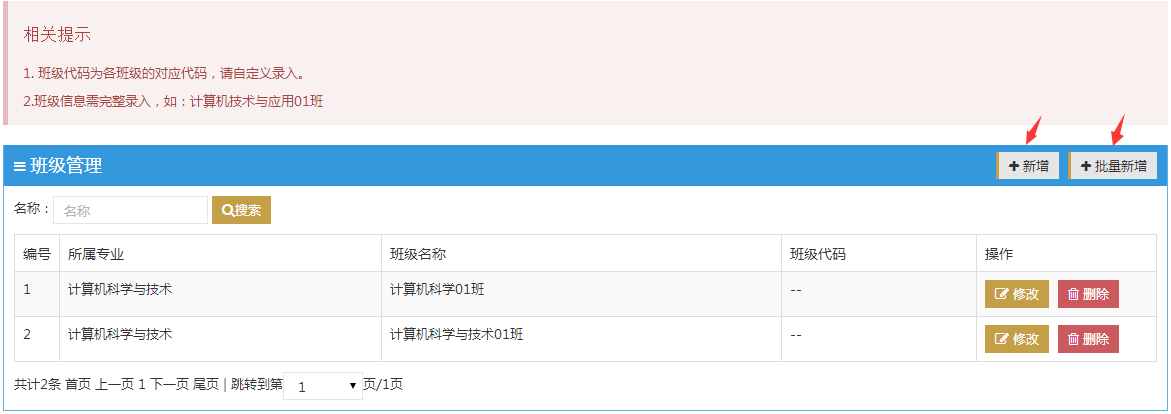 相关提示
1. 班级代码为各班级的对应代码，请自定义录入。
2.班级信息需完整录入，如：计算机技术与应用01班
班级管理 新增 批量新增
名称： 名称 搜索
编号 所属专业 班级名称 班级代码 操作
1 计算机科学与技术 计算机科学01班 -- 修改 删除
2 计算机科学与技术 计算机科学与技术01班 -- 修改 删除
共计2条 首页 上一页 1 下一页 尾页 | 跳转到第 1 页/1页